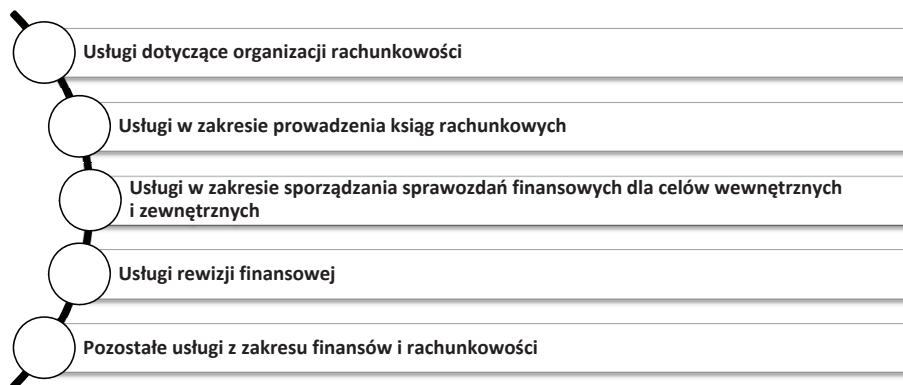 Usługi dotyczące organizacji rachunkowości
Usługi w zakresie prowadzenia ksiąg rachunkowych
Usługi w zakresie sporządzania sprawozdań finansowych dla celów wewnętrznych
i zewnętrznych
Usługi rewizji finansowej
Pozostałe usługi z zakresu finansów i rachunkowości